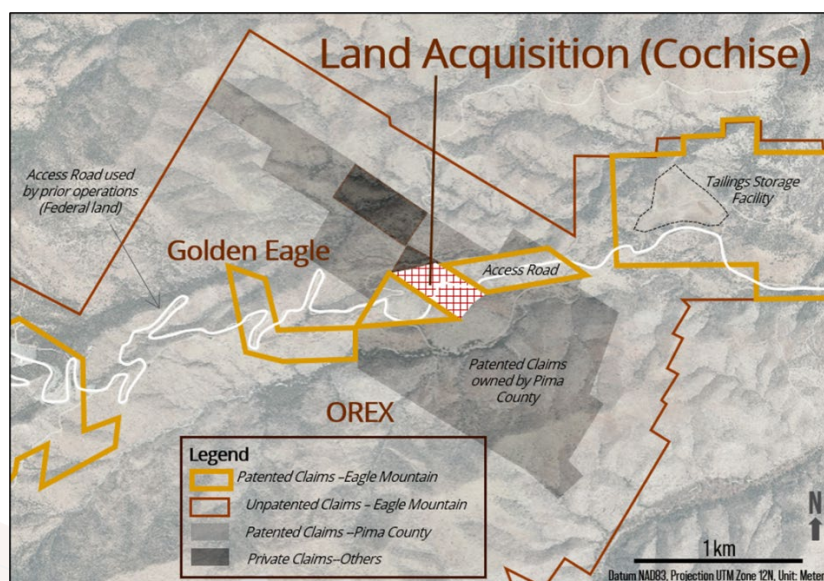 Land Acquisition (Cochise)
Access Road used
by prior operations
(Federal land)
Tailings Storage
Facility
Golden Eagle
Access Road
Patented Claims
owned by Pima
County
OREX
Legend
Patented Claims –Eagle Mountain
Unpatented Claims – Eagle Mountain
Patented Claims –Pima County
Private Claims–Others
N
1 km
Datum NAD83, Projection UTM Zone 12N, Unit: Meter